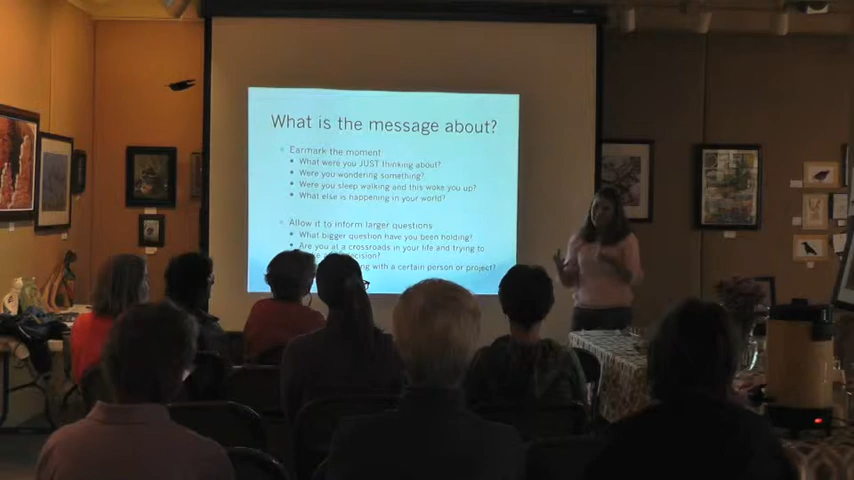 What is the message about?
Earmark the moment
What were you JUST thinking about?
Were you wondering something?
Were you sleep walking and this woke you up?
What else is happening in your world?
Allow it to inform larger questions
What bigger question have you been holding?
Are you at a crossroads in your life and trying to
decision?
with a certain person or project?